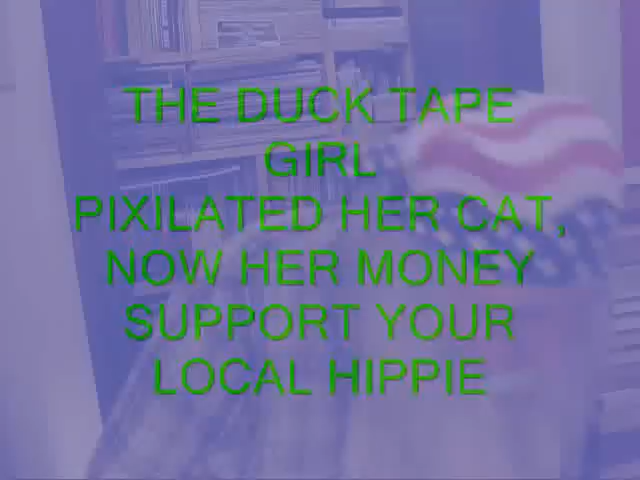 THE DUCK TAPE
GIRL
PIXILATED HER CAT,
NOW HER MONEY
SUPPORT YOUR
LOCAL HIPPIE